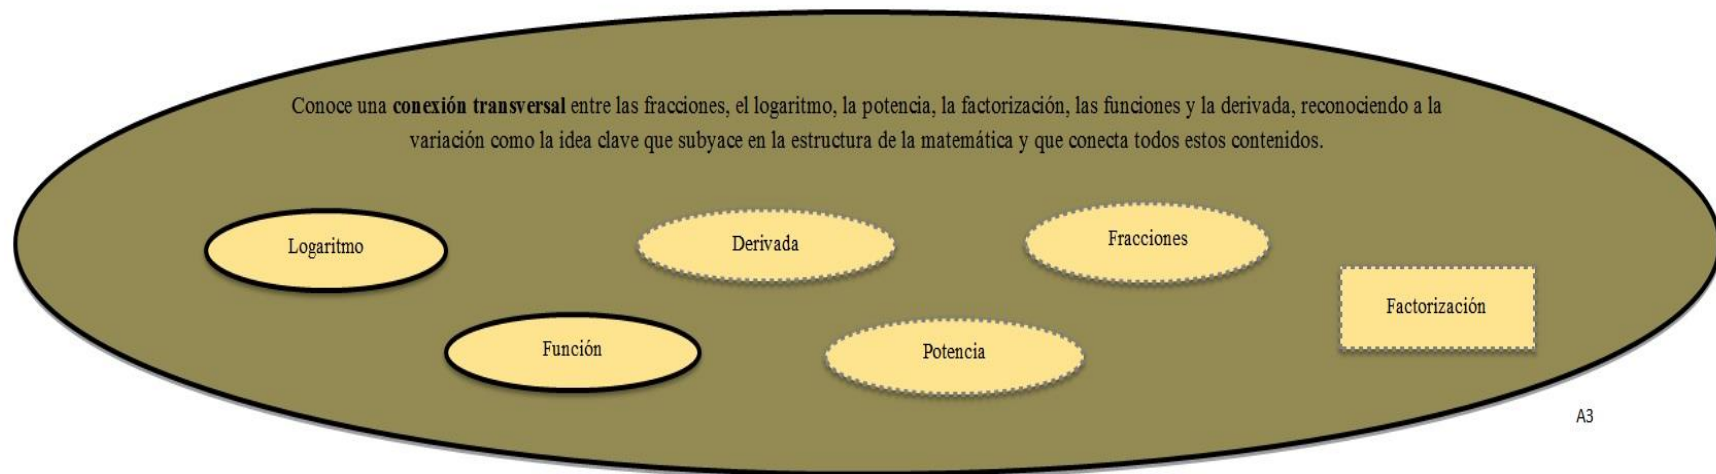 Conoce una conexión transversal entre las fracciones, el logaritmo, la potencia, la factorización, las funciones y la derivada, reconociendo a la
variación como la idea clave que subyace en la estructura de la matemática y que conecta todos estos contenidos.
Logaritmo
Derivada
Fracciones
Factorización
Función
Potencia
A3